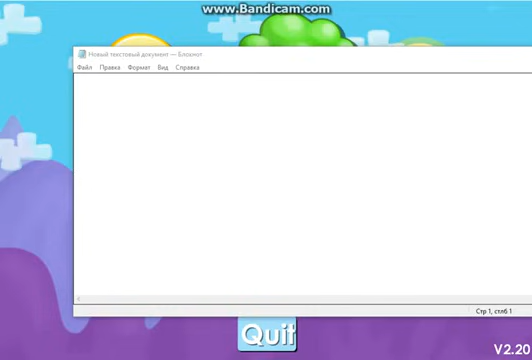 www.Bandicam.com
Новый текстовый документ — Блокнот
Файл Правка Формат Вид Справка
Стр 1, стлб 1
Quit
V2.20